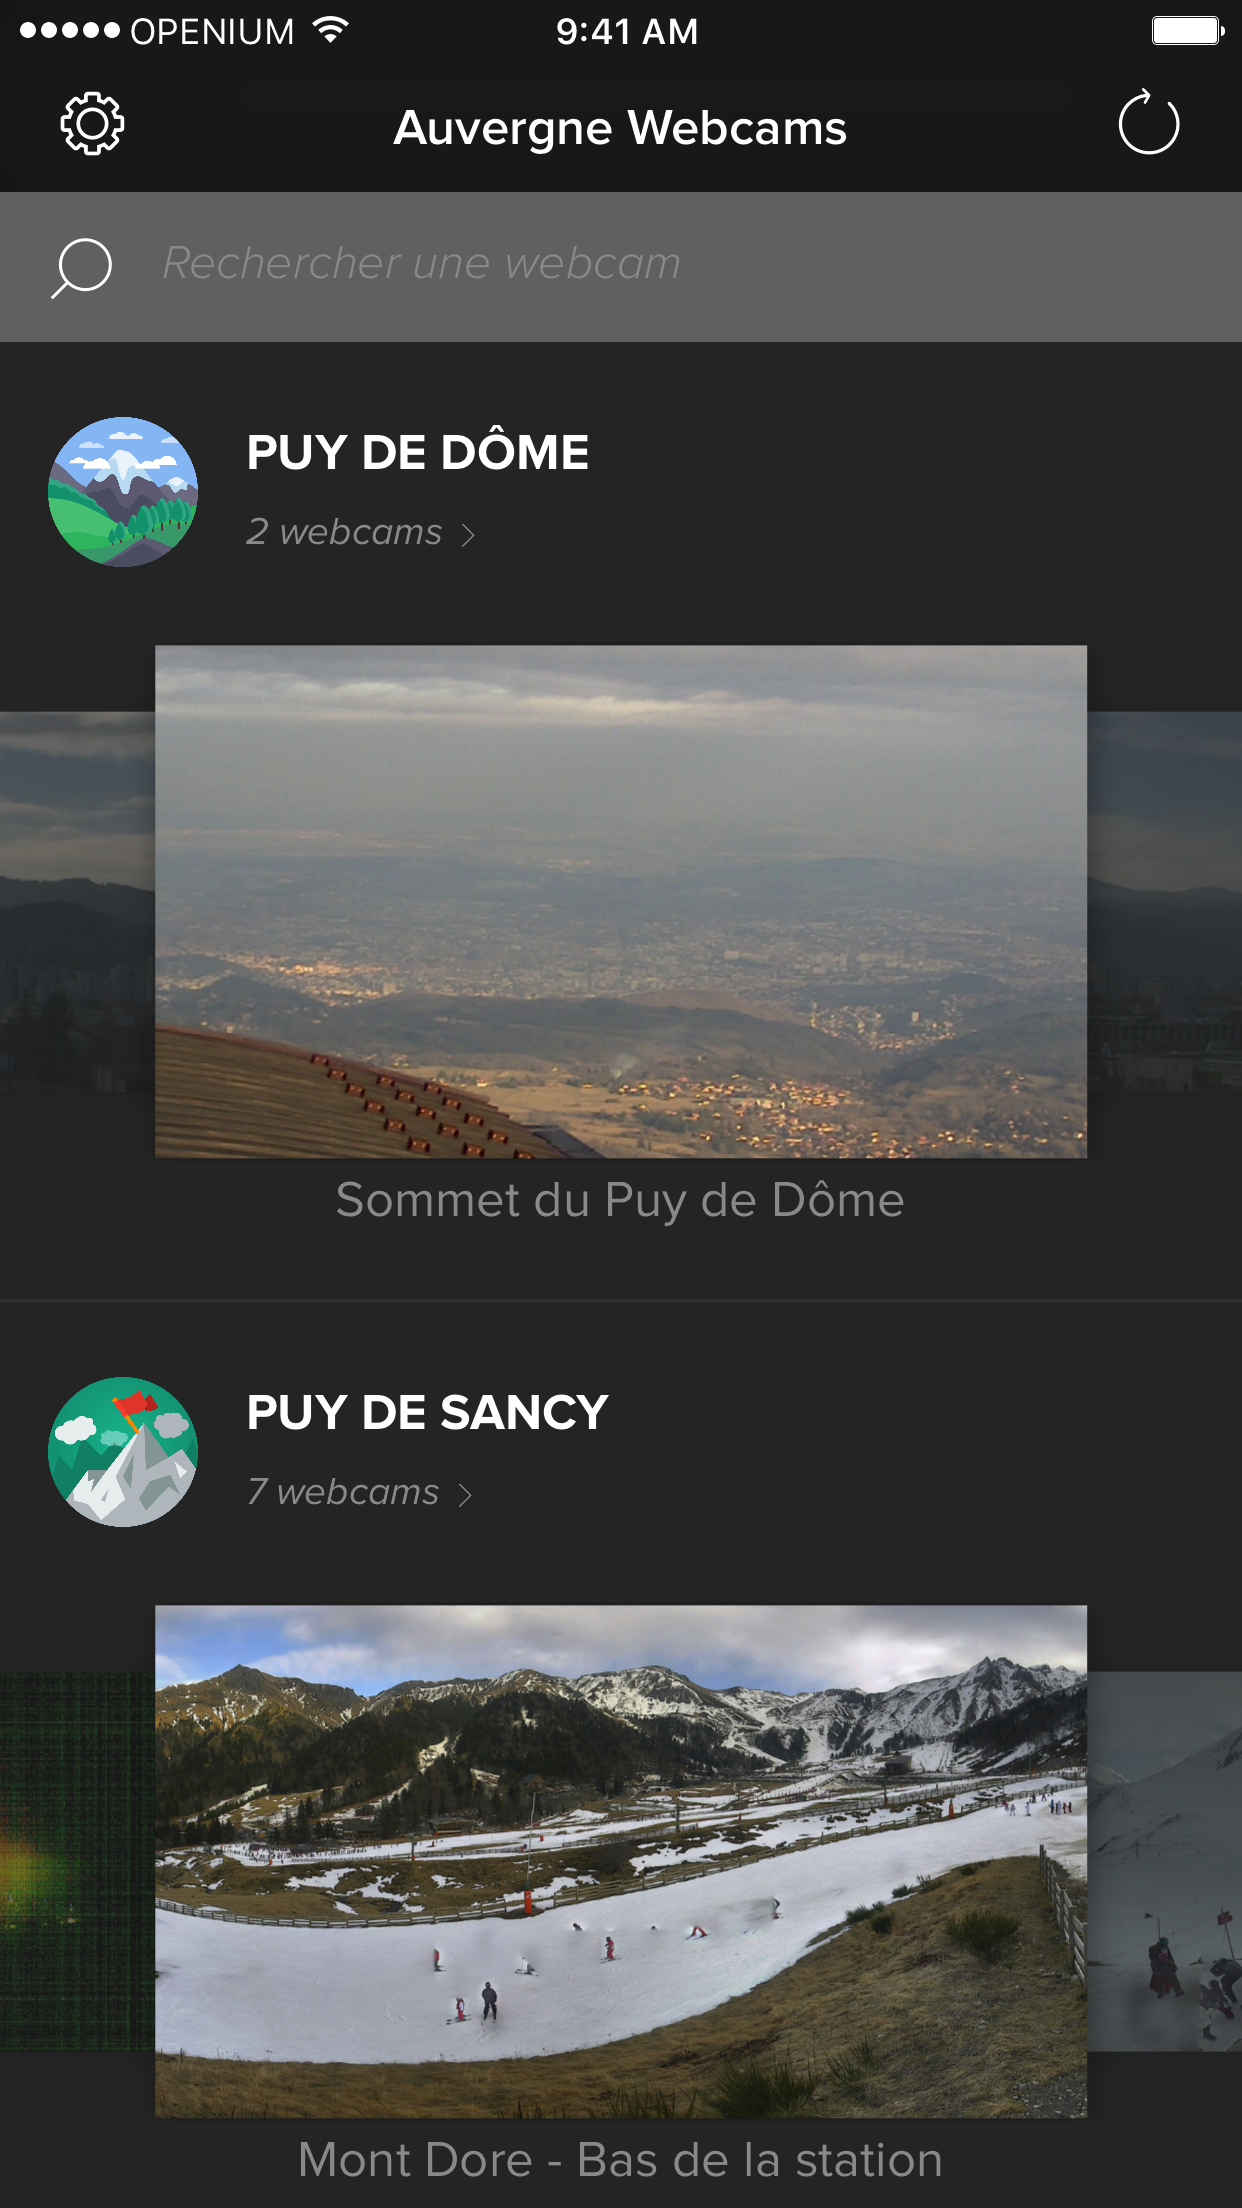 OPENIUM 9:41 AM
Auvergne Webcams
Rechercher une webcam
PUY DE DÔME
2 webcams
Sommet du Puy de Dôme
PUY DE SANCY
7 webcams
Mont Dore - Bas de la station